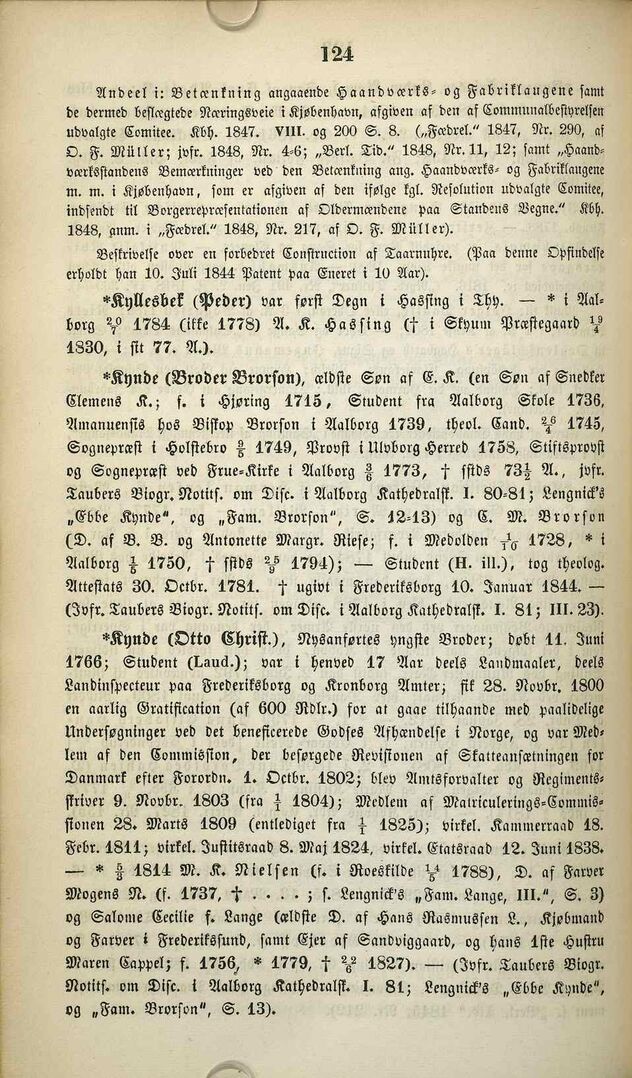 124
Andeel i: Betænkning angaaende Haandværks- og Fabriklaugene samt
de dermed beslægtede Næringsveie i Kjøbenhavn, afgiven af den af Communalbestyrelsen
udvalgte Comitee. Kbh. 1847. VIII. og 200 S. 8. („Fædrel.“ 1847, Nr. 290, af
O. F. Müller; jvfr. 1848, Nr. 4-6; „Berl. Tid.“ 1848, Nr. 11, 12; samt „Haand-
værksstandens Bemærkninger ved den Betænkning ang. Haandværks- og Fabriklaugene
m. m. i Kjøbenhavn, som er afgiven af den ifølge kgl. Resolution udvalgte Comitee,
indsendt til Borgerrepræsentationen af Oldermændene paa Standens Vegne.“ Kbh.
1848, anm. i „Fædrel.“ 1848, Nr. 217, af O. F. Müller).
Beskrivelse over en forbedret Construction af Taarnuhre. (Paa denne Opfindelse
erholdt han 10. Juli 1844 Patent paa Eneret i 10 Aar).
*Kyllesbek (Peder) var først Degn i Hassing i Thy. — * i Aal-
borg 20/7 1784 (ikke 1778) A. K. Hassing († i Skyum Præstegaard 19/4
1830, i sit 77. A.).
*Kynde (Broder Brorson), ældste Søn af E. K. (en Søn af Snedker
Clemens K.; f. i Hjøring 1715, Student fra Aalborg Skole 1736,
Amanuensis hos Biskop Brorson i Aalborg 1739, theol. Cand. 26/4 1745,
Sognepræst i Holstebro 9/5 1749, Provst i Ulvborg Herred 1758, Stiftsprovst
og Sognepræst ved Frue-Kirke i Aalborg 3/6 1773, † sstds 73½ A., jvfr.
Taubers Biogr. Notits. om Disc. i Aalborg Kathedralsk. I. 80-81; Lengnick's
„Ebbe Kynde“, og „Fam. Brorson“, S. 12-13) og C. M. Brorson
(D. af B. B. og Antonette Margr. Riese; f. i Medolden 1/10 1728, * i
Aalborg 1/5 1750, † sstds 25/9 1794); — Student (H. ill.), tog theolog.
Attestats 30. Octbr. 1781. † ugivt i Frederiksborg 10. Januar 1844. —
(Jvfr. Taubers Biogr. Notits. om Disc. i Aalborg Kathedralsk. I. 81; III. 23).
*Kynde (Otto Christ.), Nysanførtes yngste Broder; døbt 11. Juni
1766; Student (Laud.); var i henved 17 Aar deels Landmaaler, deels
Landinspecteur paa Frederiksborg og Kronborg Amter; fik 28. Novbr. 1800
en aarlig Gratification (af 600 Rdlr.) for at gaae tilhaande med paalidelige
Undersøgninger ved det beneficerede Godses Afhændelse i Norge, og var Med-
lem af den Commission, der besørgede Revisionen af Skatteansætningen for
Danmark efter Forordn. 1. Octbr. 1802; blev Amtsforvalter og Regiments-
skriver 9. Novbr. 1803 (fra 1/1 1804); Medlem af Matriculerings-Commis-
sionen 28. Marts 1809 (entlediget fra 1/1 1825); virkel. Kammerraad 18.
Febr. 1811; virkel. Justitsraad 8. Maj 1824, virkel. Etatsraad 12. Juni 1838.
— * 5/3 1814 M. K. Nielsen (f. i Roeskilde 14/5 1788), D. af Farver
Mogens N. (f. 1737, † . . . . ; s. Lengnick's „Fam. Lange, III.“, S. 3)
og Salome Cecilie f. Lange (ældste D. af Hans Rasmussen L., Kjøbmand
og Farver i Frederikssund, samt Ejer af Sandviggaard, og hans 1ste Hustru
Maren Cappel; f. 1756, * 1779, † 22/6 1827). — (Jvfr. Taubers Biogr.
Notits. om Disc. i Aalborg Kathedralsk. I. 81; Lengnick's „Ebbe Kynde“,
og „Fam. Brorson“, S. 13).